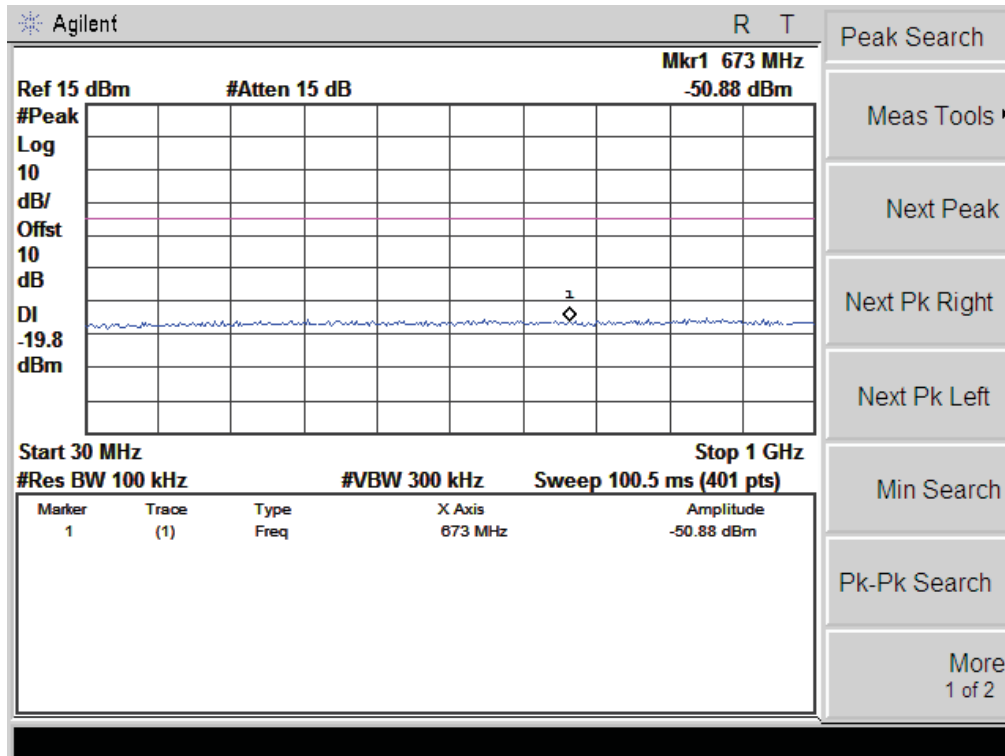 Agilent
R T
Mkr1 673 MHz
Ref 15 dBm #Atten 15 dB -50.88 dBm
#Peak
Log
10
dB/
Offst
10
dB
DI
-19.8
dBm
1
Start 30 MHz Stop 1 GHz
#Res BW 100 kHz #VBW 300 kHz Sweep 100.5 ms (401 pts)
Marker Trace Type X Axis Amplitude
1 (1) Freq 673 MHz -50.88 dBm
Peak Search
Meas Tools
Next Peak
Next Pk Right
Next Pk Left
Min Search
Pk-Pk Search
More
1 of 2